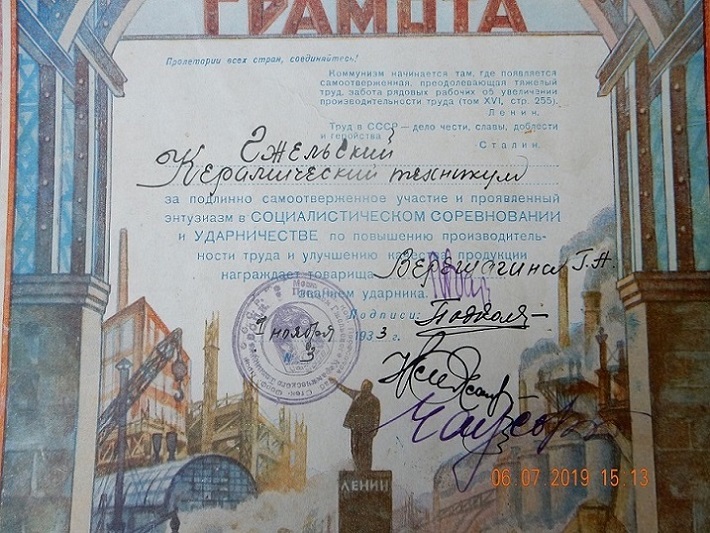 ГРАМОТА
Пролетарии всех стран, соединяйтесь!
Коммунизм начинается там, где появляется
самоотверженная, преодолевающая тяжелый
труд, забота рядовых рабочих об увеличении
производительности труда (том XVI, стр. 255).
Ленин.
Труд в СССР — дело чести, славы, доблести
и геройства.
Сталин.
Гжельский
Керамический техникум
за подлинно самоотверженное участие и проявленный
энтузиазм в СОЦИАЛИСТИЧЕСКОМ СОРЕВНОВАНИИ
и УДАРНИЧЕСТВЕ по повышению производитель-
ности труда и улучшению качества продукции
награждает товарища Верещагина Г.А.
званием ударника.
Подписи:
7 ноября 1933 г.
№ 3
ЛЕНИН
06.07.2019 15:13